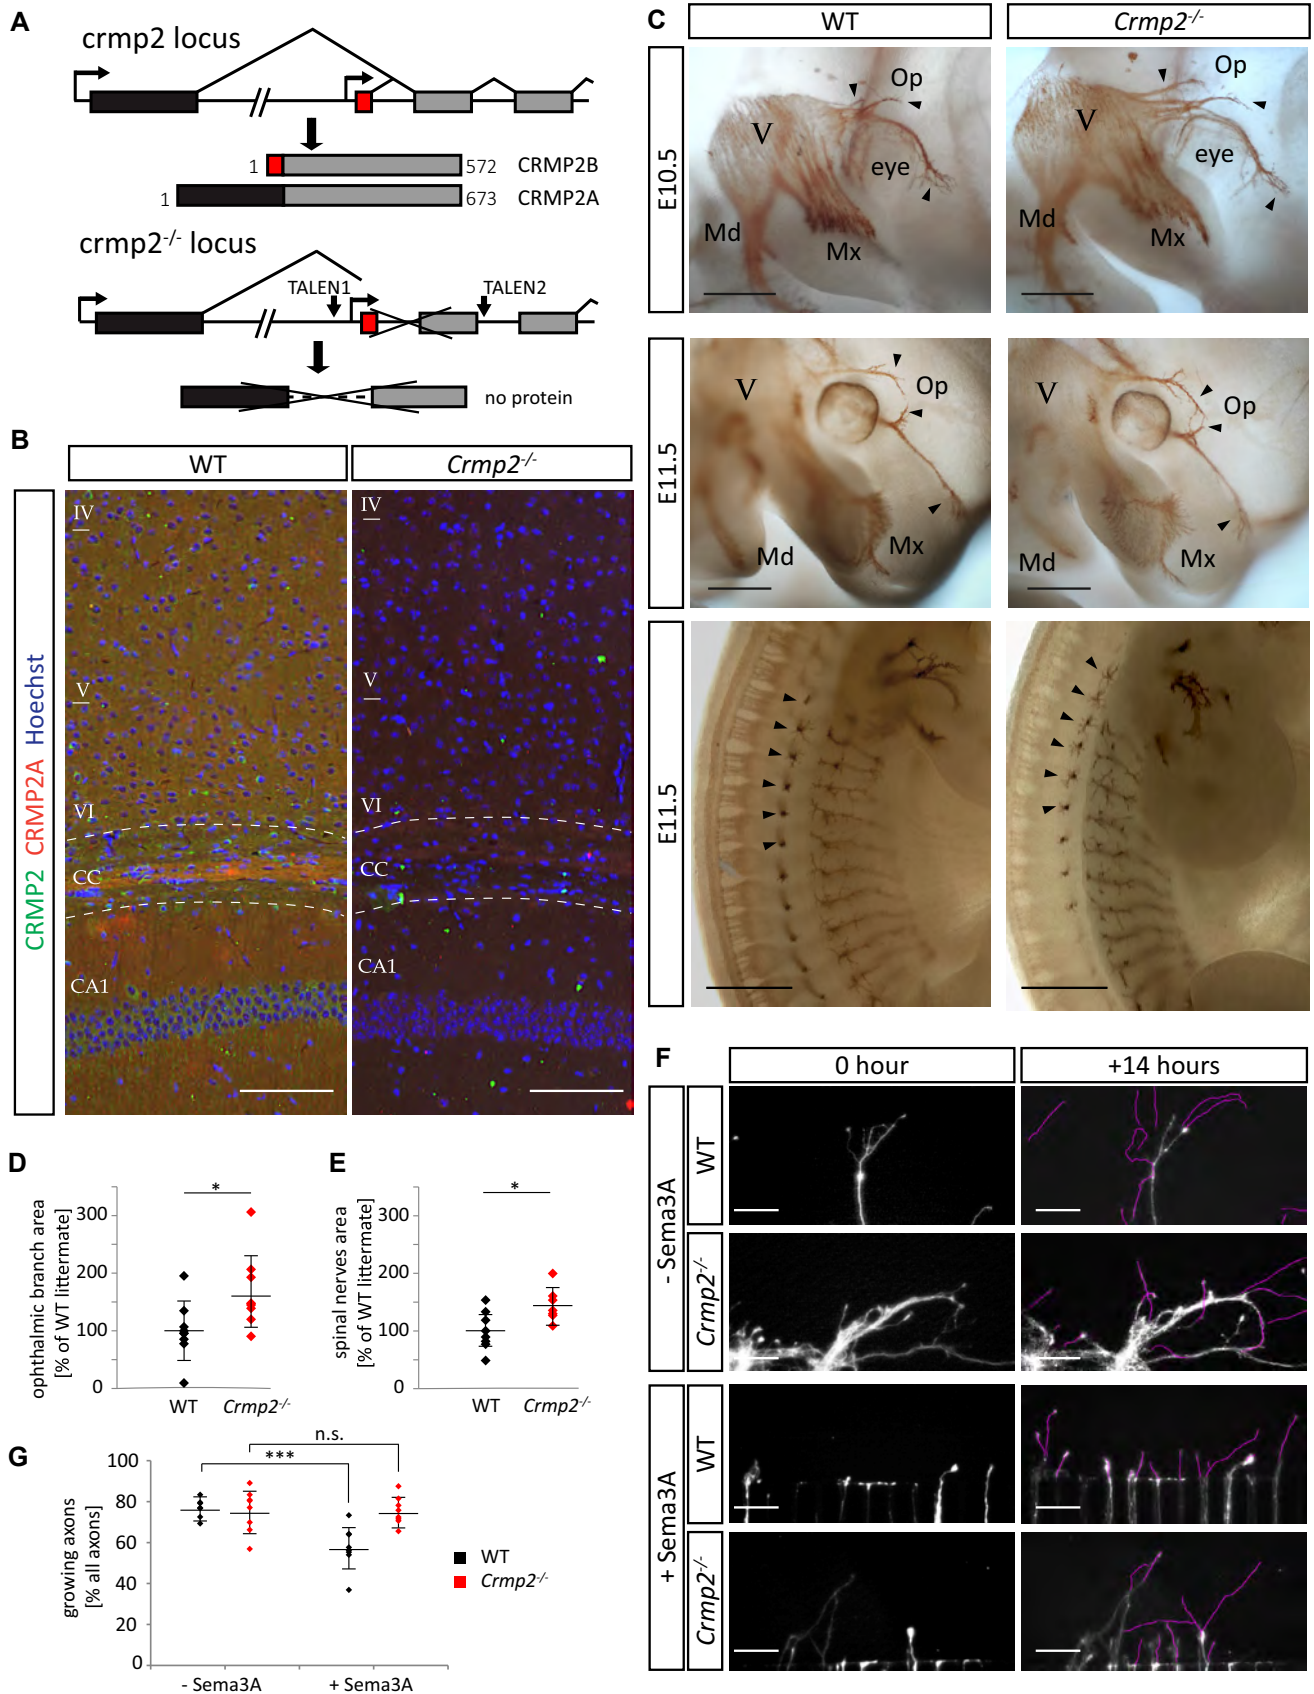 A
crmp2 locus
1 572 CRMP2B
1 673 CRMP2A
crmp2-/- locus
TALEN1 TALEN2
no protein
B
WT Crmp2-/-
CRMP2 CRMP2A Hoechst
IV IV
V V
VI VI
CC CC
CA1 CA1
C
WT Crmp2-/-
E10.5
V Op eye Md Mx
V Op eye Md Mx
E11.5
V Op Md Mx
V Op Md Mx
E11.5
D
*
ophthalmic branch area
[% of WT littermate]
300
200
100
0
WT Crmp2-/-
E
*
spinal nerves area
[% of WT littermate]
300
200
100
0
WT Crmp2-/-
F
0 hour +14 hours
- Sema3A
WT
Crmp2-/-
+ Sema3A
WT
Crmp2-/-
G
n.s.
***
growing axons
[% all axons]
100
80
60
40
20
0
- Sema3A + Sema3A
WT
Crmp2-/-